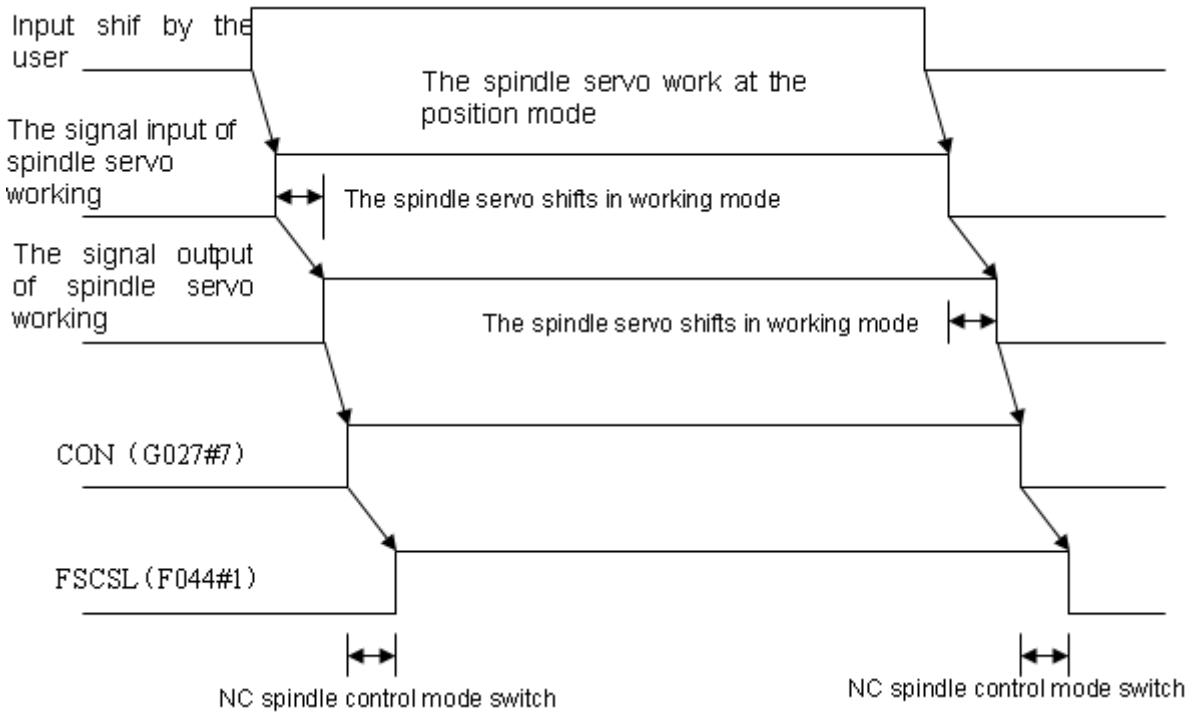 Input shif by the
user
The spindle servo work at the
position mode
The signal input of
spindle servo
working
The spindle servo shifts in working mode
The signal output
of spindle servo
working
The spindle servo shifts in working mode
CON (G027#7)
FSCSL(F044#1)
NC spindle control mode switch
NC spindle control mode switch